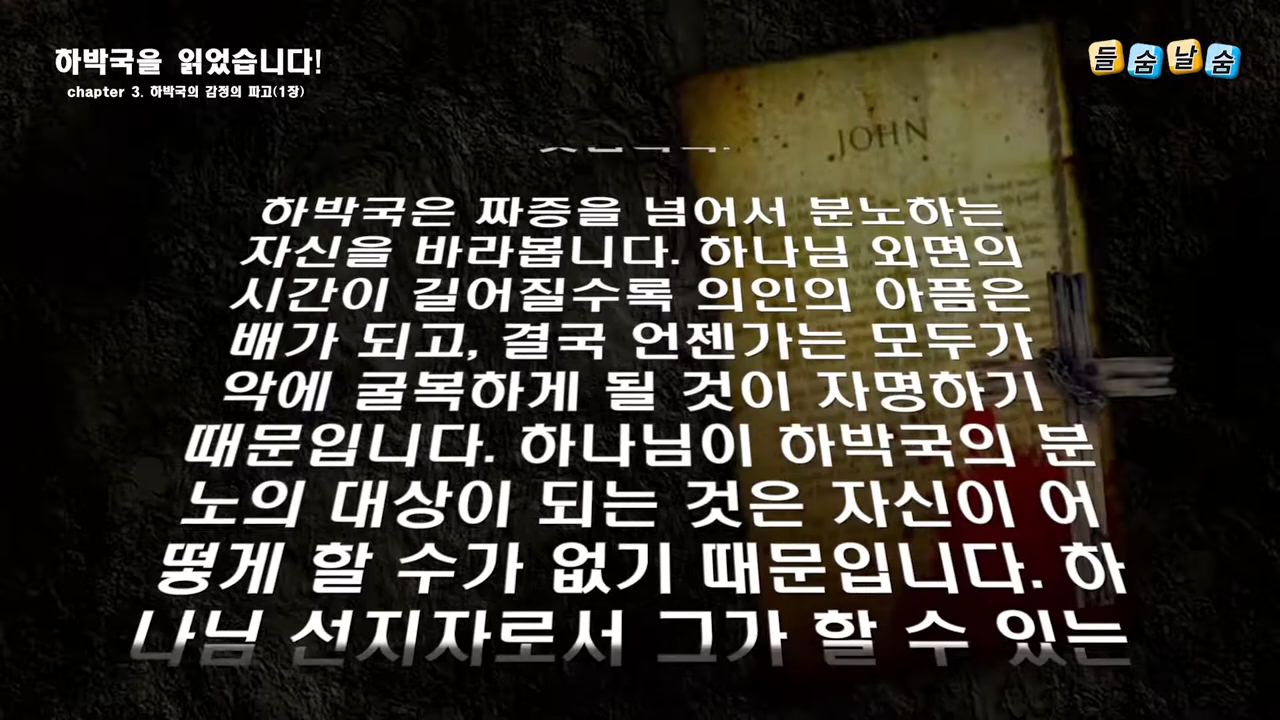 하박국을 읽었습니다!
chapter 3. 하박국의 감정의 파고(1장)
들숨날숨
JOHN
하박국은 짜증을 넘어서 분노하는
자신을 바라봅니다. 하나님 외면의
시간이 길어질수록 의인의 아픔은
배가 되고, 결국 언젠가는 모두가
악에 굴복하게 될 것이 자명하기
때문입니다. 하나님이 하박국의 분
노의 대상이 되는 것은 자신이 어
떻게 할 수가 없기 때문입니다. 하
나님 선지자로서 그가 할 수 있는